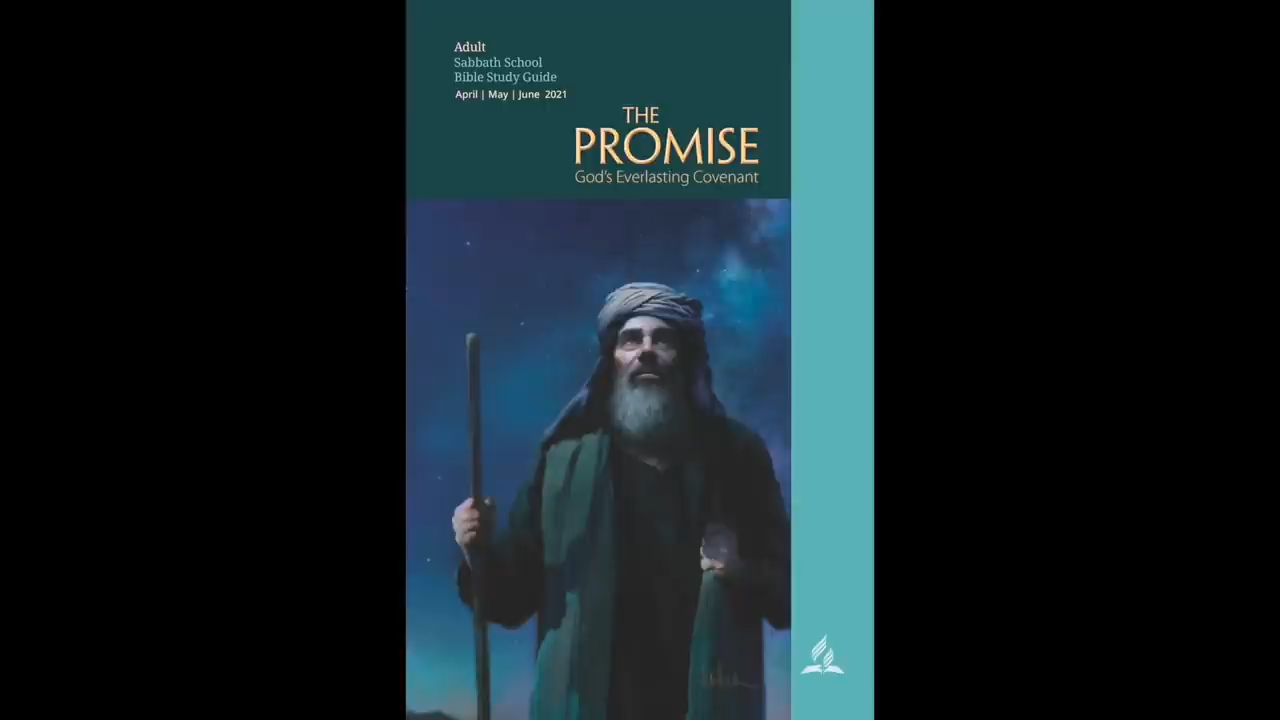 Adult
Sabbath School
Bible Study Guide
April | May | June 2021
THE
PROMISE
God's Everlasting Covenant